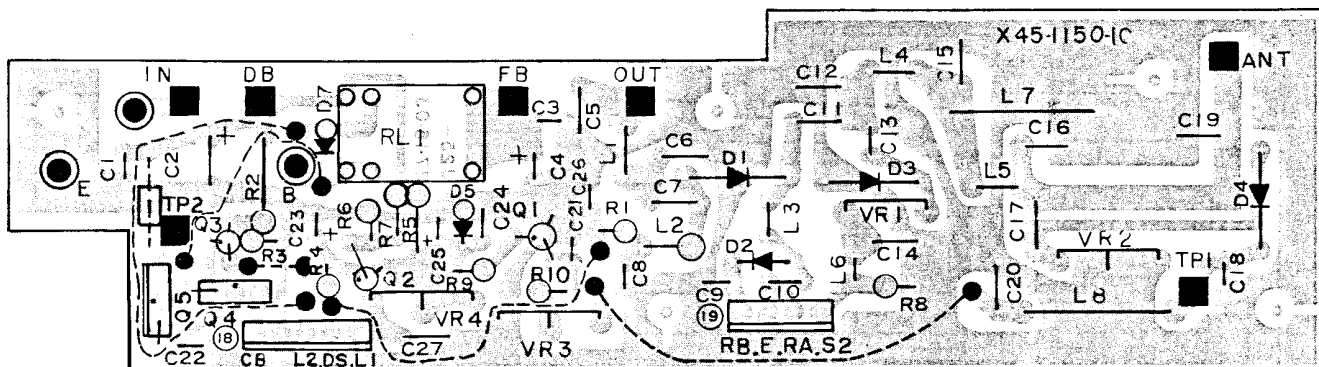 X45-1150-10
IN
DB
FB
OUT
ANT
D7
RL1
C3
C5
C12
L4
C15
L7
C11
C13
C16
C19
E
C1
C2
R2
B
C4
C26
L1
C6
D1
D3
L5
D4
TP2
Q3
C23
R6
R7
R5
D5
C24
Q1
C21
R1
C7
L2
L3
VR1
C17
R3
R4
Q2
C25
R9
R10
C8
D2
L6
C14
VR2
TP1
C18
Q5
Q4
VR4
VR3
C9
C10
R8
C20
L8
C22
18
C27
19
CB
L2,DS,L1
RB,E,RA,S2